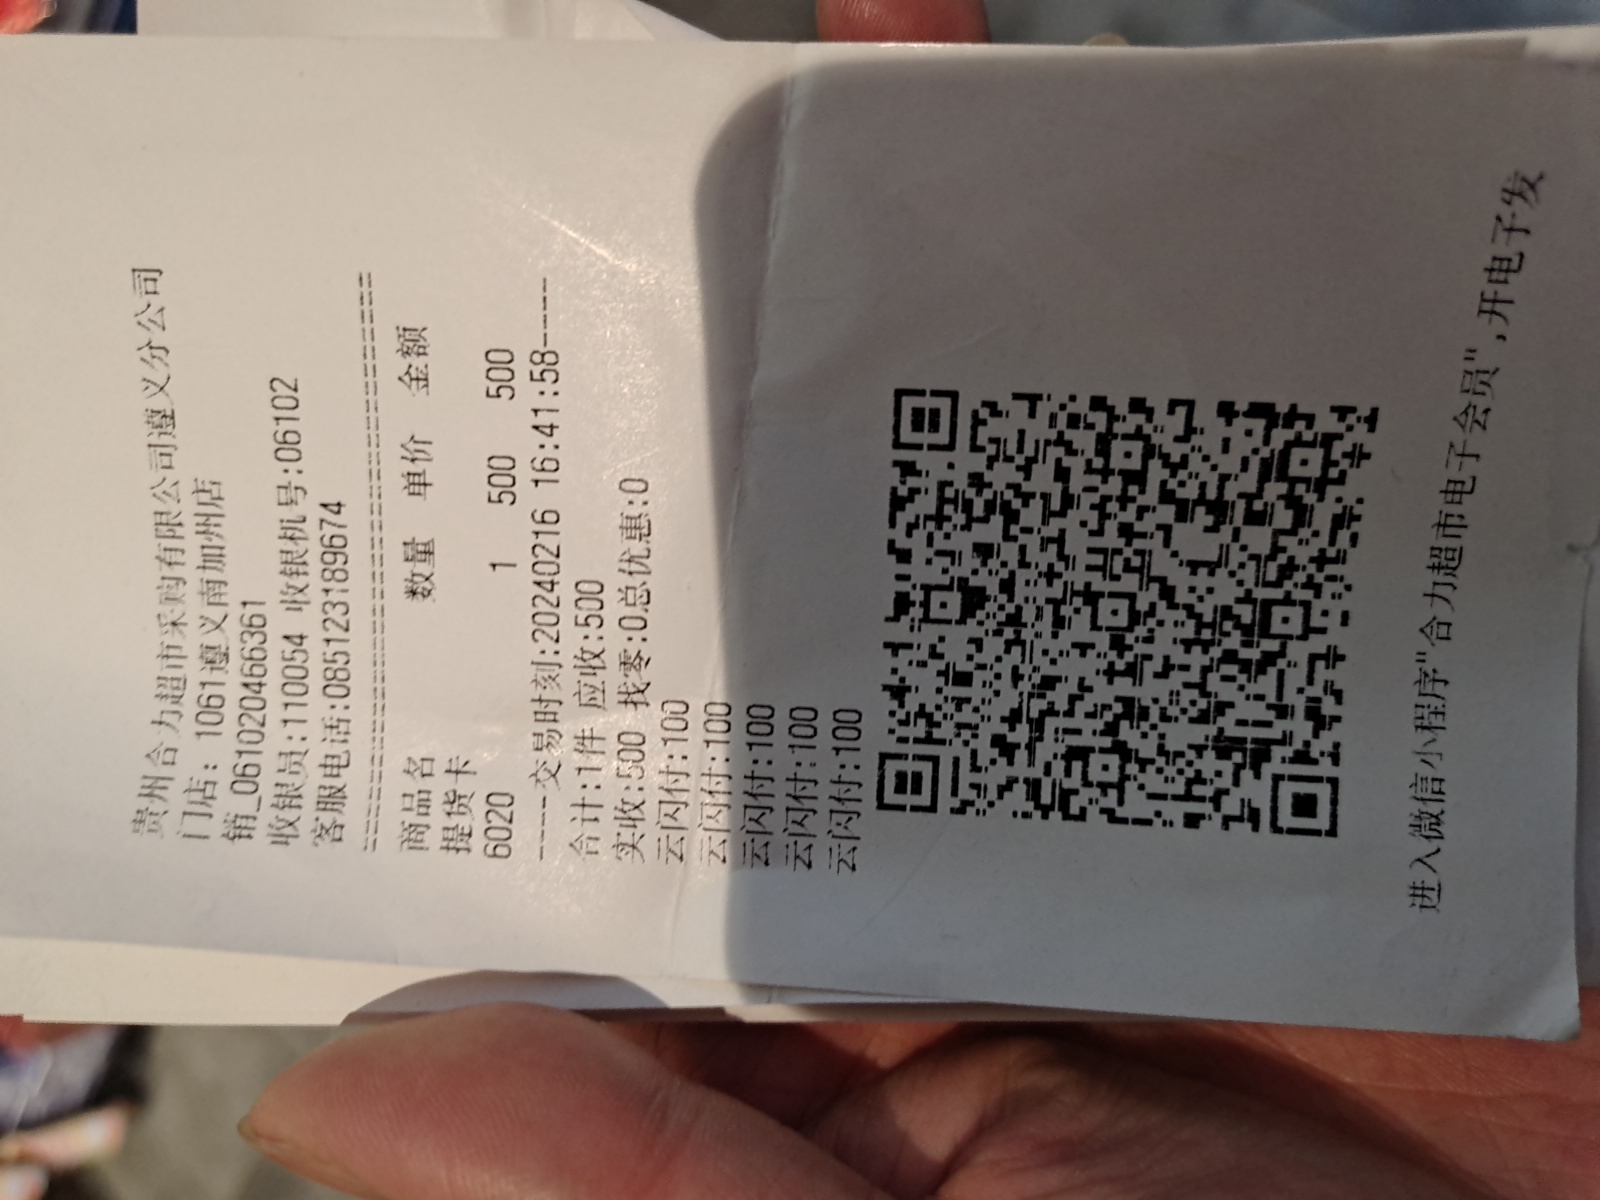 贵州合力超市采购有限公司遵义分公司
门店: 1061遵义南加州店
销_061020466361
收银员:110054 收银机号:06102
客服电话:085123189674
================================
商品名 数量 单价 金额
提货卡
6020 1 500 500
-----交易时刻:20240216 16:41:58-----
合计:1件 应收:500
实收:500 找零:0总优惠:0
云闪付:100
云闪付:100
云闪付:100
云闪付:100
云闪付:100
进入微信小程序"合力超市电子会员",开电子发